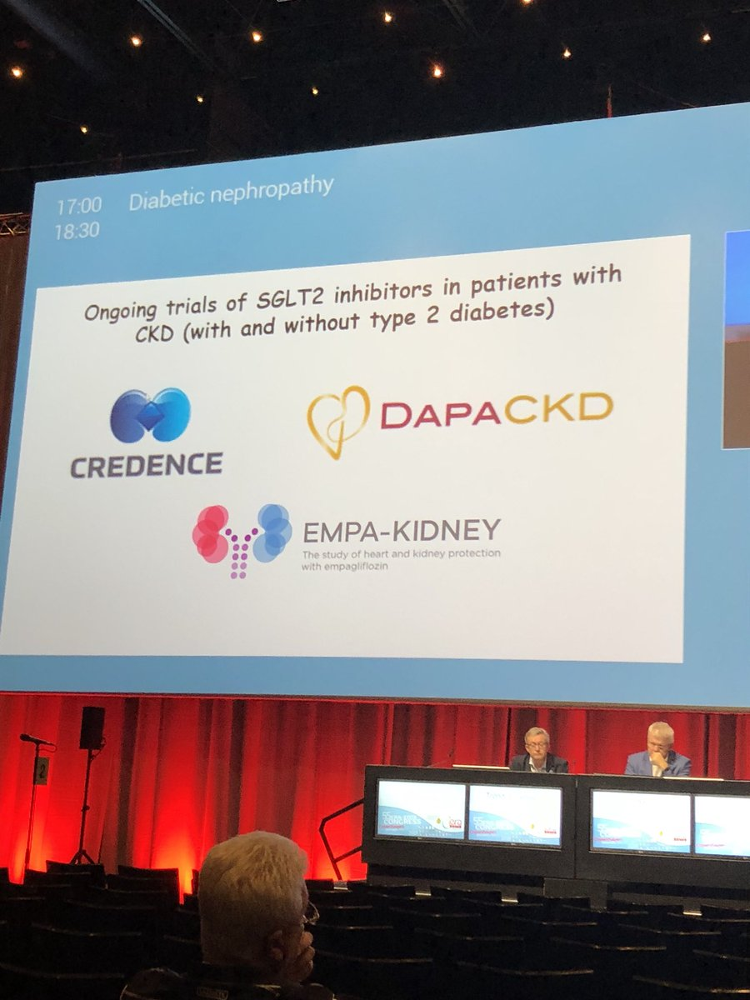 17:00 Diabetic nephropathy
18:30
Ongoing trials of SGLT2 inhibitors in patients with
CKD (with and without type 2 diabetes)
CREDENCE
DAPACKD
EMPA-KIDNEY
The study of heart and kidney protection
with empagliflozin
2
CONGRESS